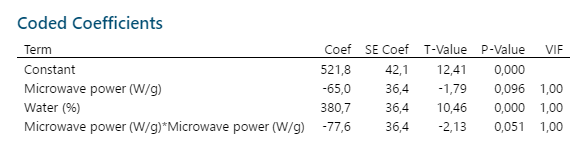 Coded Coefficients
Term Coef SE Coef T-Value P-Value VIF
Constant 521,8 42,1 12,41 0,000
Microwave power (W/g) -65,0 36,4 -1,79 0,096 1,00
Water (%) 380,7 36,4 10,46 0,000 1,00
Microwave power (W/g)*Microwave power (W/g) -77,6 36,4 -2,13 0,051 1,00